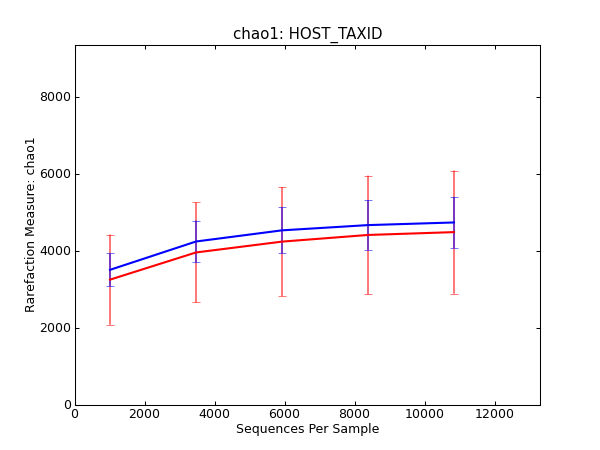 chao1: HOST_TAXID
Rarefaction Measure: chao1
8000
6000
4000
2000
0
0 2000 4000 6000 8000 10000 12000
Sequences Per Sample